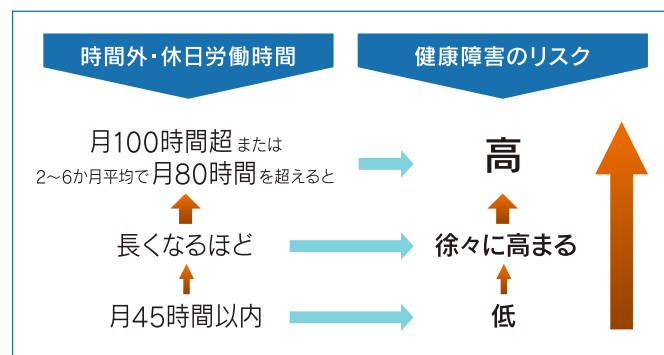 時間外・休日労働時間
健康障害のリスク
月100時間超または
2〜6か月平均で月80時間を超えると
高
長くなるほど
徐々に高まる
月45時間以内
低